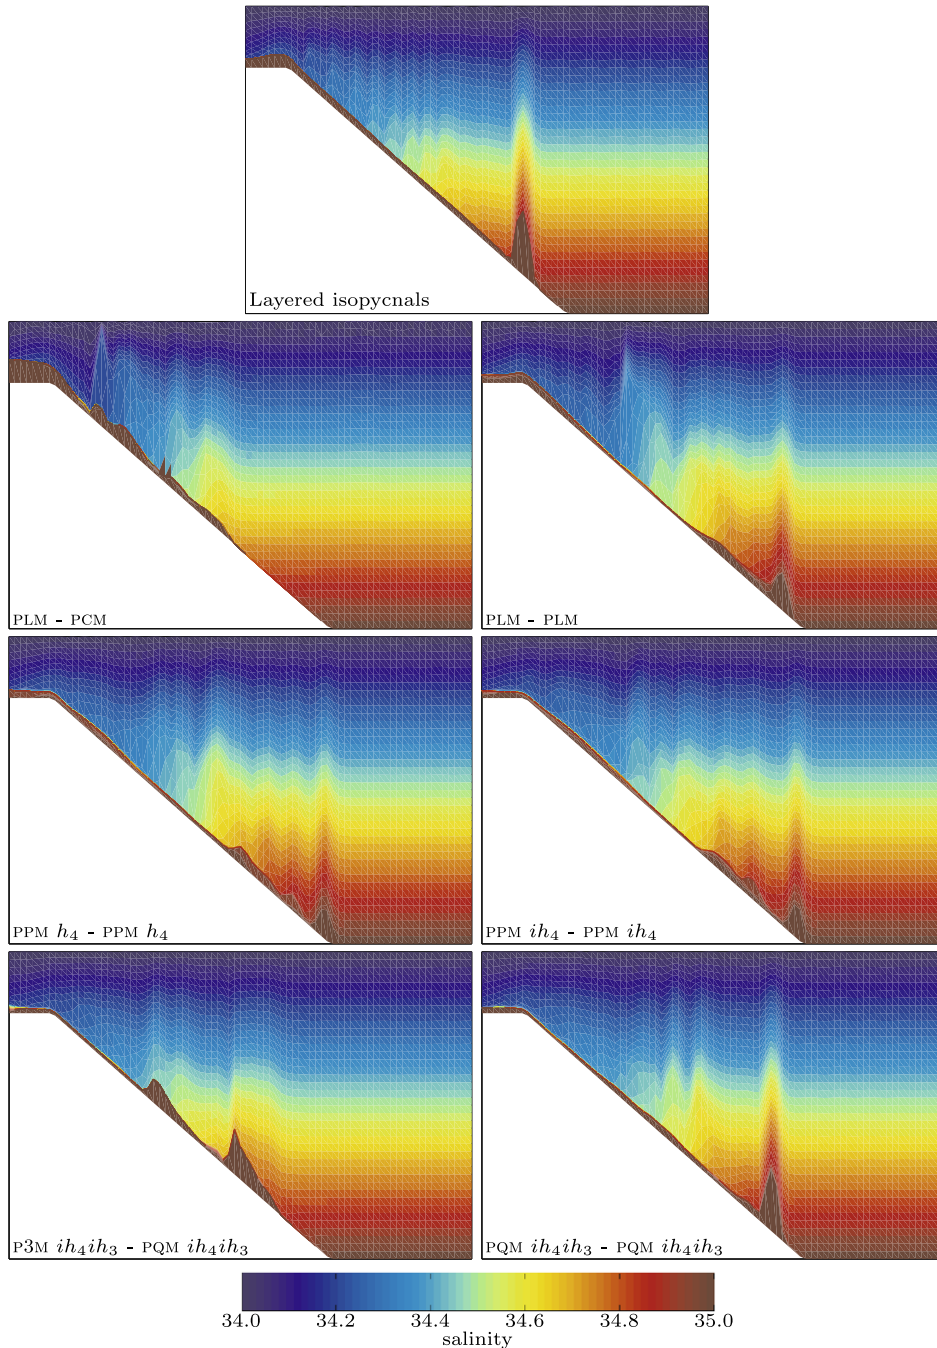 Layered isopycnals
PLM - PCM
PLM - PLM
PPM h₄ - PPM h₄
PPM ih₄ - PPM ih₄
P3M ih₄ih₃ - PQM ih₄ih₃
PQM ih₄ih₃ - PQM ih₄ih₃
34.0 34.2 34.4 34.6 34.8 35.0
salinity